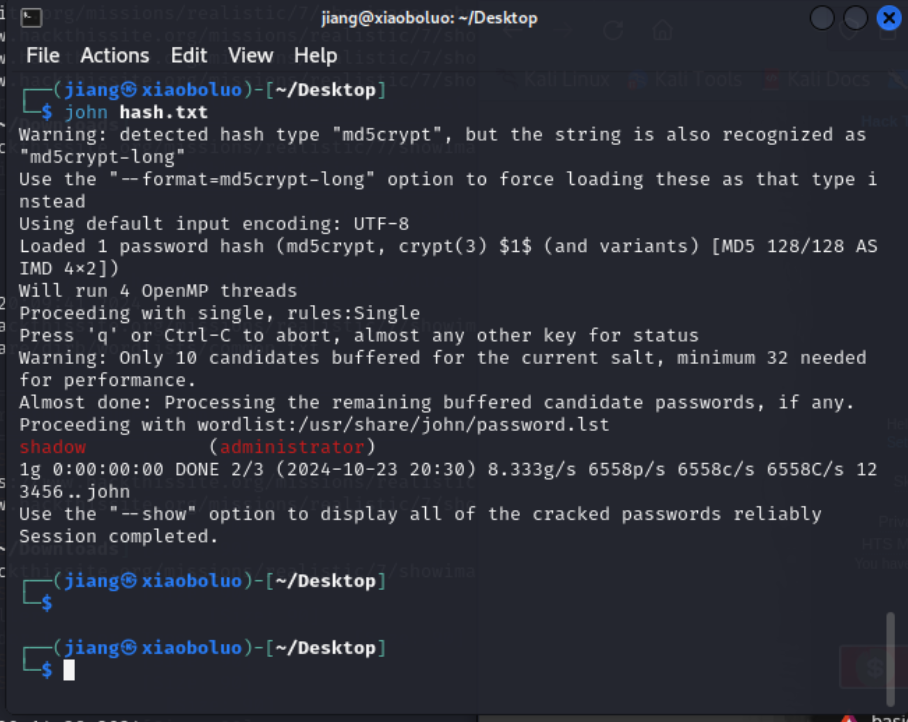 jiang@xiaoboluo: ~/Desktop
File Actions Edit View Help
┌──(jiang㉿xiaoboluo)-[~/Desktop]
└─$ john hash.txt
Warning: detected hash type "md5crypt", but the string is also recognized as
"md5crypt-long"
Use the "--format=md5crypt-long" option to force loading these as that type i
nstead
Using default input encoding: UTF-8
Loaded 1 password hash (md5crypt, crypt(3) $1$ (and variants) [MD5 128/128 AS
IMD 4x2])
Will run 4 OpenMP threads
Proceeding with single, rules:Single
Press 'q' or Ctrl-C to abort, almost any other key for status
Warning: Only 10 candidates buffered for the current salt, minimum 32 needed
for performance.
Almost done: Processing the remaining buffered candidate passwords, if any.
Proceeding with wordlist:/usr/share/john/password.lst
shadow           (administrator)
1g 0:00:00:00 DONE 2/3 (2024-10-23 20:30) 8.333g/s 6558p/s 6558c/s 6558C/s 12
3456..john
Use the "--show" option to display all of the cracked passwords reliably
Session completed.
┌──(jiang㉿xiaoboluo)-[~/Desktop]
└─$
┌──(jiang㉿xiaoboluo)-[~/Desktop]
└─$